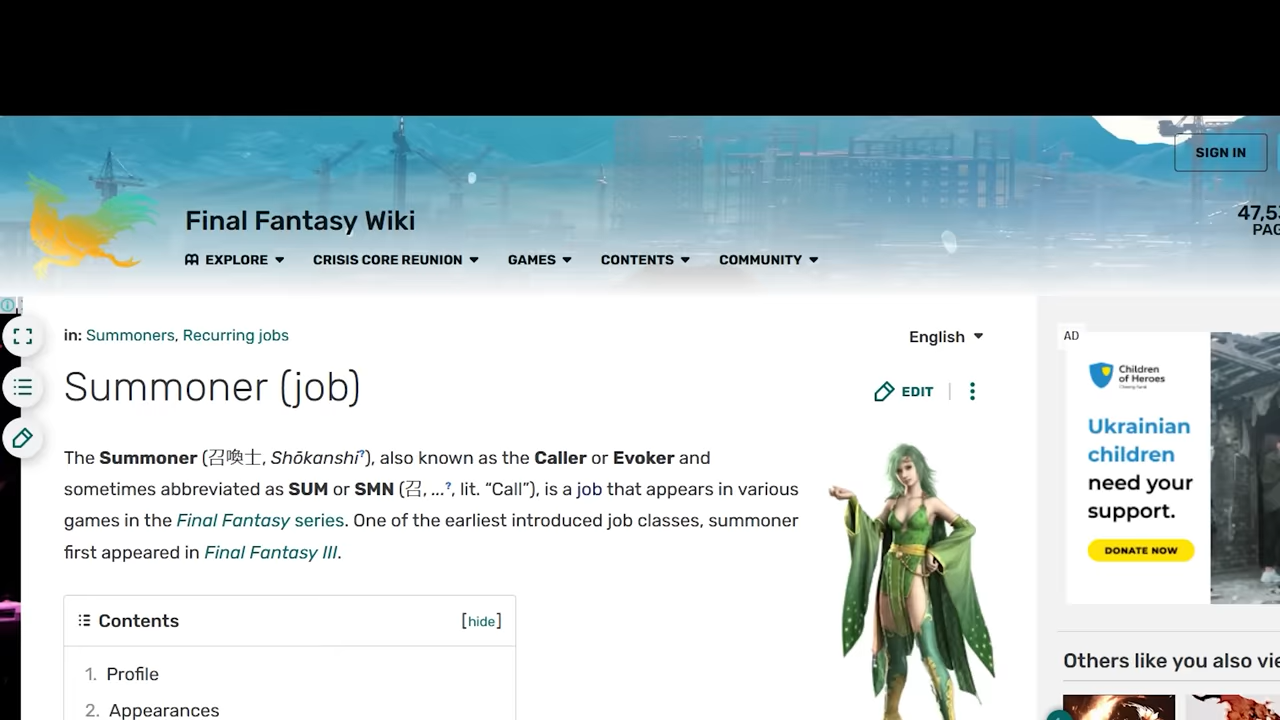 SIGN IN
Final Fantasy Wiki
47,53
PAG
EXPLORE CRISIS CORE REUNION GAMES CONTENTS COMMUNITY
in: Summoners, Recurring jobs
English
AD
Summoner (job)
EDIT
Children
of Heroes
Ukrainian
children
need your
support.
DONATE NOW
The Summoner (召喚士, Shōkanshi?), also known as the Caller or Evoker and
sometimes abbreviated as SUM or SMN (召, ...?, lit. “Call”), is a job that appears in various
games in the Final Fantasy series. One of the earliest introduced job classes, summoner
first appeared in Final Fantasy III.
Contents [hide]
1. Profile
2. Appearances
Others like you also vie